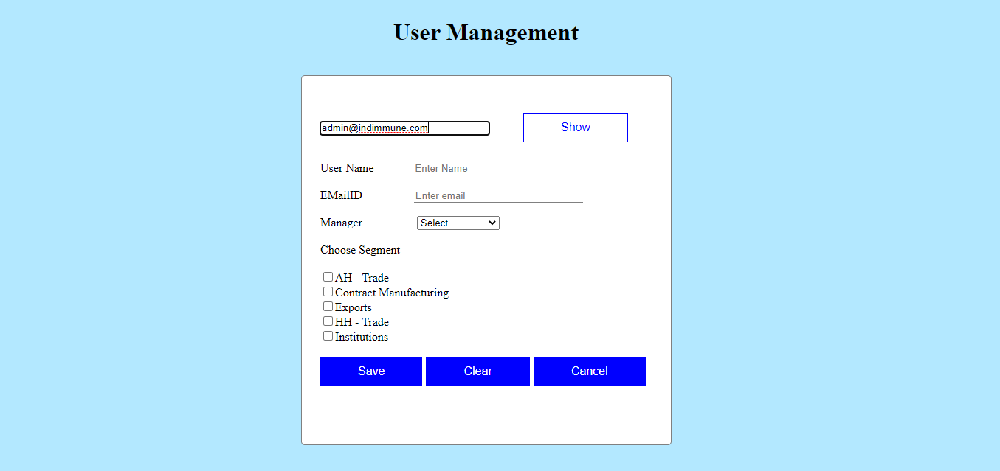 User Management
admin@indimmune.com Show
User Name Enter Name
EMailID Enter email
Manager Select
Choose Segment
AH - Trade
Contract Manufacturing
Exports
HH - Trade
Institutions
Save Clear Cancel